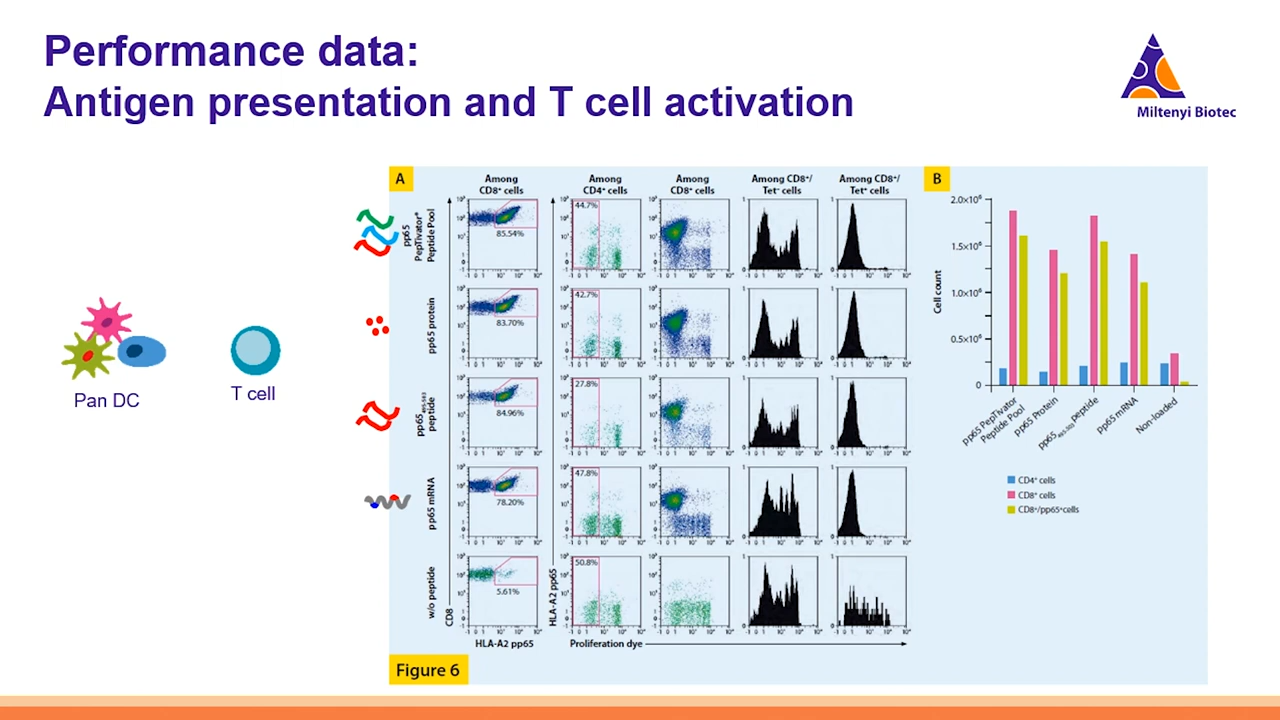 Performance data:
Antigen presentation and T cell activation
Miltenyi Biotec
Pan DC
T cell
A
Among
CD8⁺ cells
Among
CD4⁺ cells
Among
CD8⁺ cells
Among CD8⁺/
Tet⁻ cells
Among CD8⁺/
Tet⁺ cells
pp65
PepTivator®
Peptide Pool
85.54%
44.7%
pp65 protein
83.70%
42.7%
pp65₄₉₅₋₅₀₃
peptide
84.96%
27.8%
pp65 mRNA
78.20%
47.8%
w/o peptide
5.61%
50.8%
CD8
HLA-A2 pp65
HLA-A2 pp65
Proliferation dye
Figure 6
B
Cell count
2.0×10⁶
1.5×10⁶
1.0×10⁶
0.5×10⁶
0
pp65 PepTivator
Peptide Pool
pp65 Protein
pp65₄₉₅₋₅₀₃ peptide
pp65 mRNA
Non-loaded
CD4⁺ cells
CD8⁺ cells
CD8⁺/pp65⁺cells